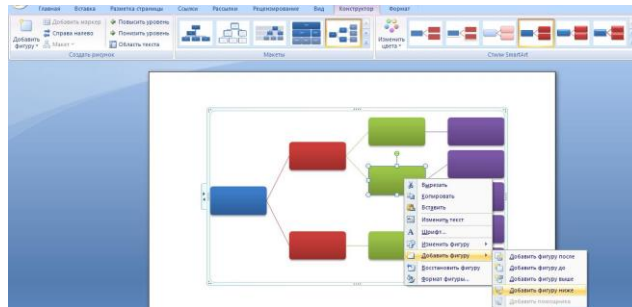 Главная Вставка Разметка страницы Ссылки Рассылки Рецензирование Вид Конструктор Формат
Добавить фигуру
Добавить маркер
Справа налево
Макет
Повысить уровень
Понизить уровень
Область текста
Создать рисунок
Макеты
Изменить цвета
Стили SmartArt
Вырезать
Копировать
Вставить
Изменить текст
Шрифт...
Изменить фигуру
Добавить фигуру
Восстановить фигуру
Формат фигуры...
Добавить фигуру после
Добавить фигуру до
Добавить фигуру выше
Добавить фигуру ниже
Добавить помощника